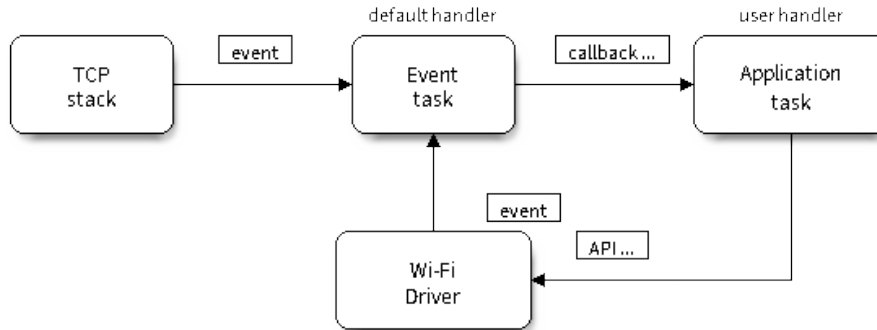 default handler
user handler
event
callback ...
TCP
stack
Event
task
Application
task
event
API ...
Wi-Fi
Driver